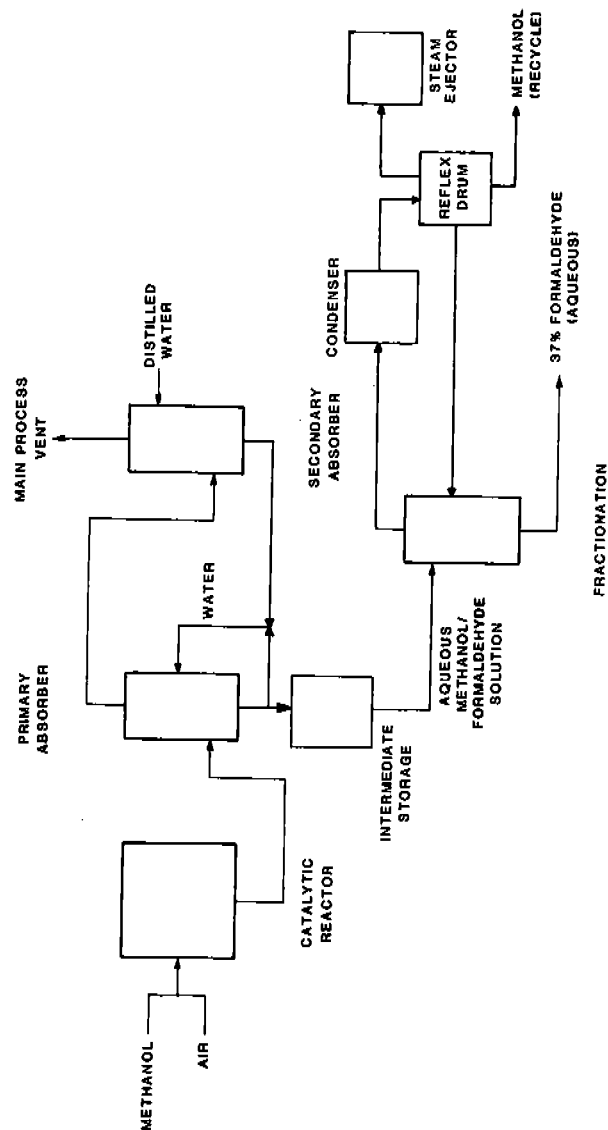 METHANOL
AIR
CATALYTIC
REACTOR
PRIMARY
ABSORBER
WATER
MAIN PROCESS
VENT
DISTILLED
WATER
INTERMEDIATE
STORAGE
AQUEOUS
METHANOL/
FORMALDEHYDE
SOLUTION
SECONDARY
ABSORBER
CONDENSER
REFLEX
DRUM
STEAM
EJECTOR
METHANOL
(RECYCLE)
37% FORMALDEHYDE
(AQUEOUS)
FRACTIONATION